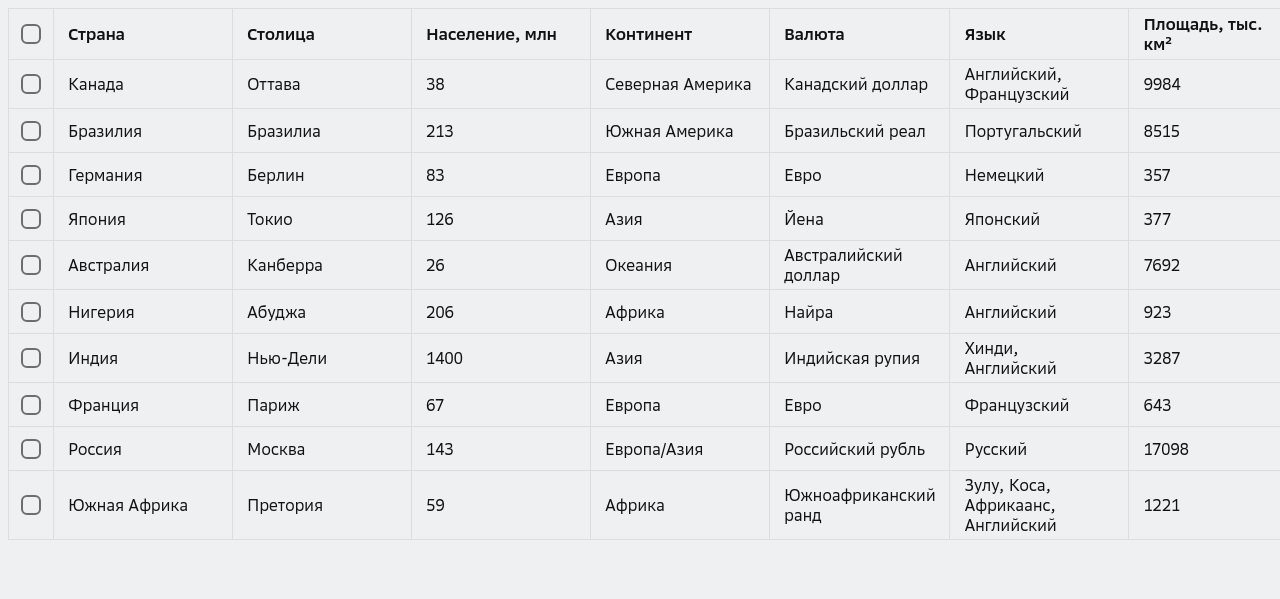 Страна Столица Население, млн Континент Валюта Язык Площадь, тыс. км²
Канада Оттава 38 Северная Америка Канадский доллар Английский, Французский 9984
Бразилия Бразилиа 213 Южная Америка Бразильский реал Португальский 8515
Германия Берлин 83 Европа Евро Немецкий 357
Япония Токио 126 Азия Йена Японский 377
Австралия Канберра 26 Океания Австралийский доллар Английский 7692
Нигерия Абуджа 206 Африка Найра Английский 923
Индия Нью-Дели 1400 Азия Индийская рупия Хинди, Английский 3287
Франция Париж 67 Европа Евро Французский 643
Россия Москва 143 Европа/Азия Российский рубль Русский 17098
Южная Африка Претория 59 Африка Южноафриканский ранд Зулу, Коса, Африкаанс, Английский 1221